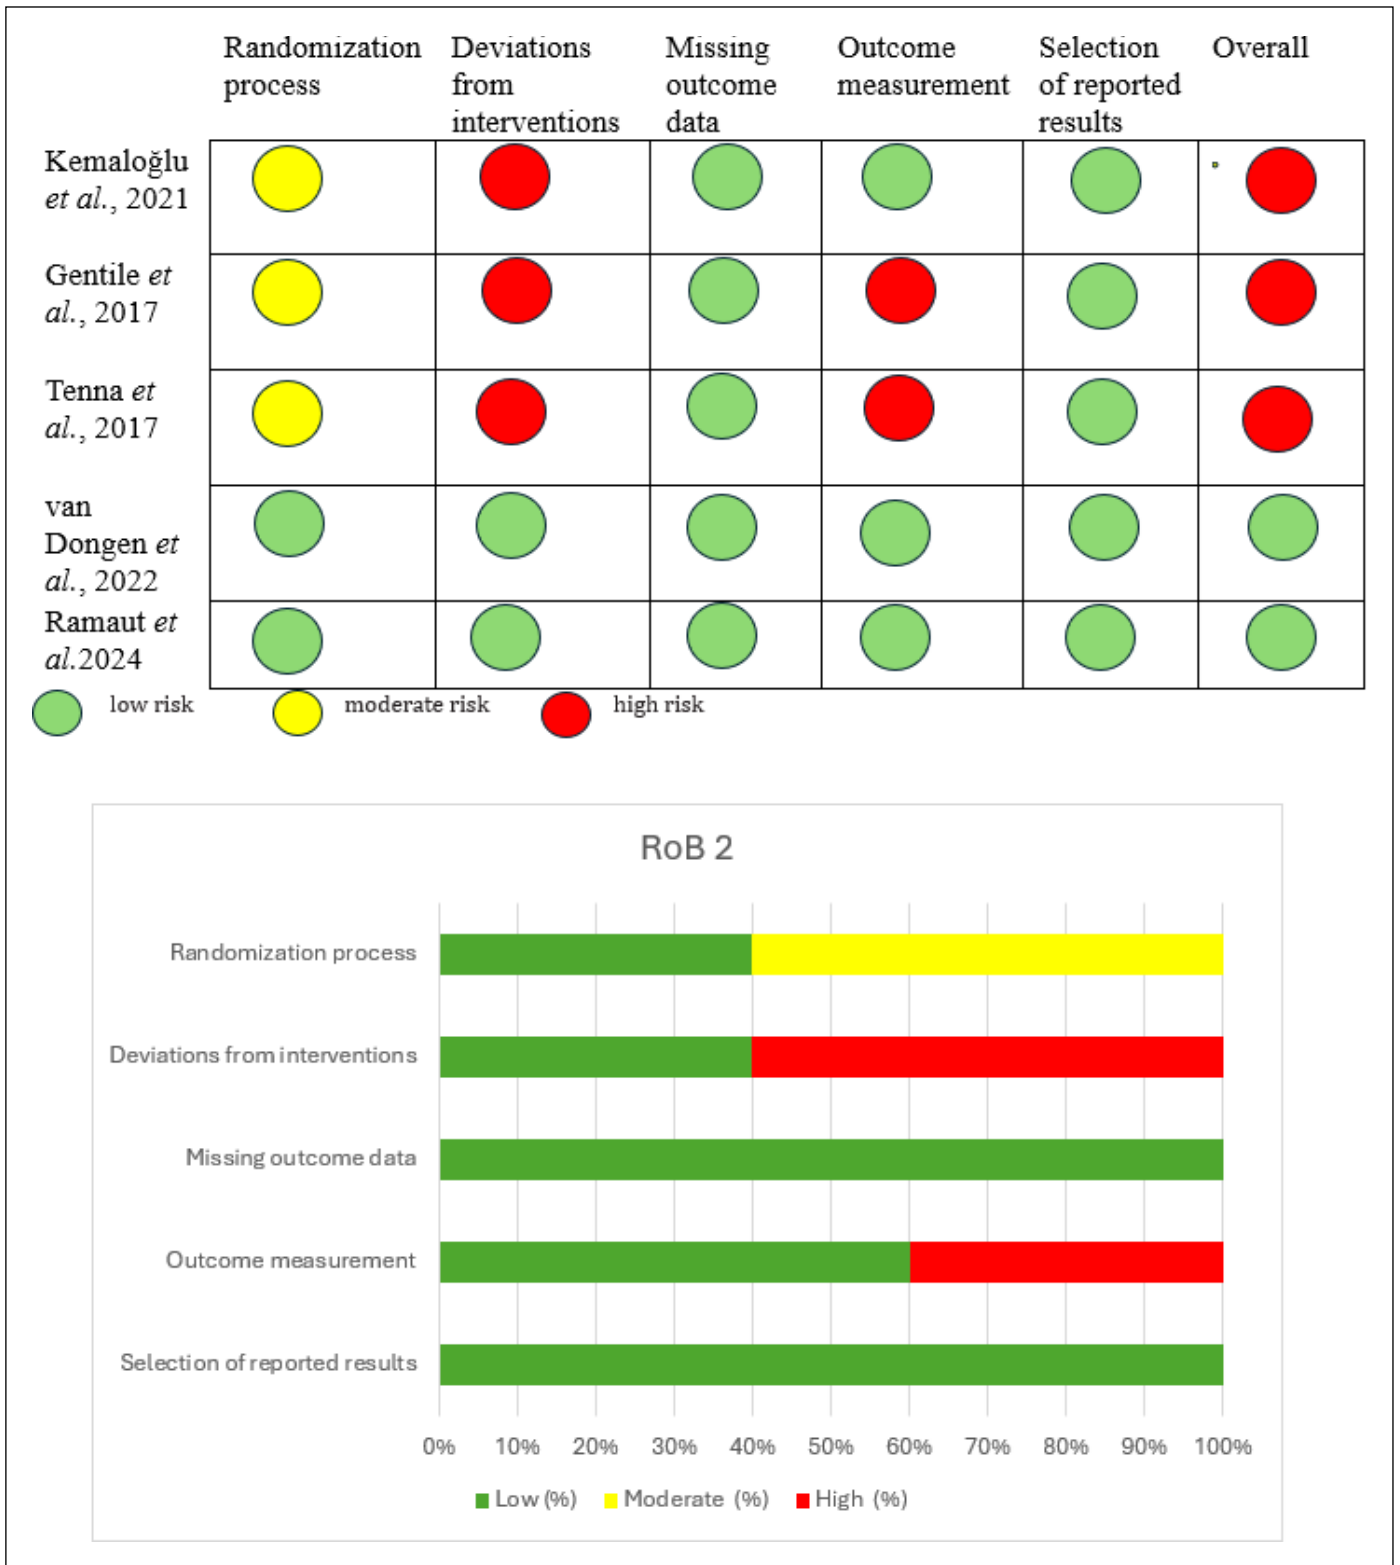 Randomization process
Deviations from interventions
Missing outcome data
Outcome measurement
Selection of reported results
Overall
Kemaloğlu
et al., 2021
Gentile et
al., 2017
Tenna et
al., 2017
van
Dongen et
al., 2022
Ramaut et
al.2024
low risk
moderate risk
high risk
RoB 2
Randomization process
Deviations from interventions
Missing outcome data
Outcome measurement
Selection of reported results
0% 10% 20% 30% 40% 50% 60% 70% 80% 90% 100%
Low (%) Moderate (%) High (%)